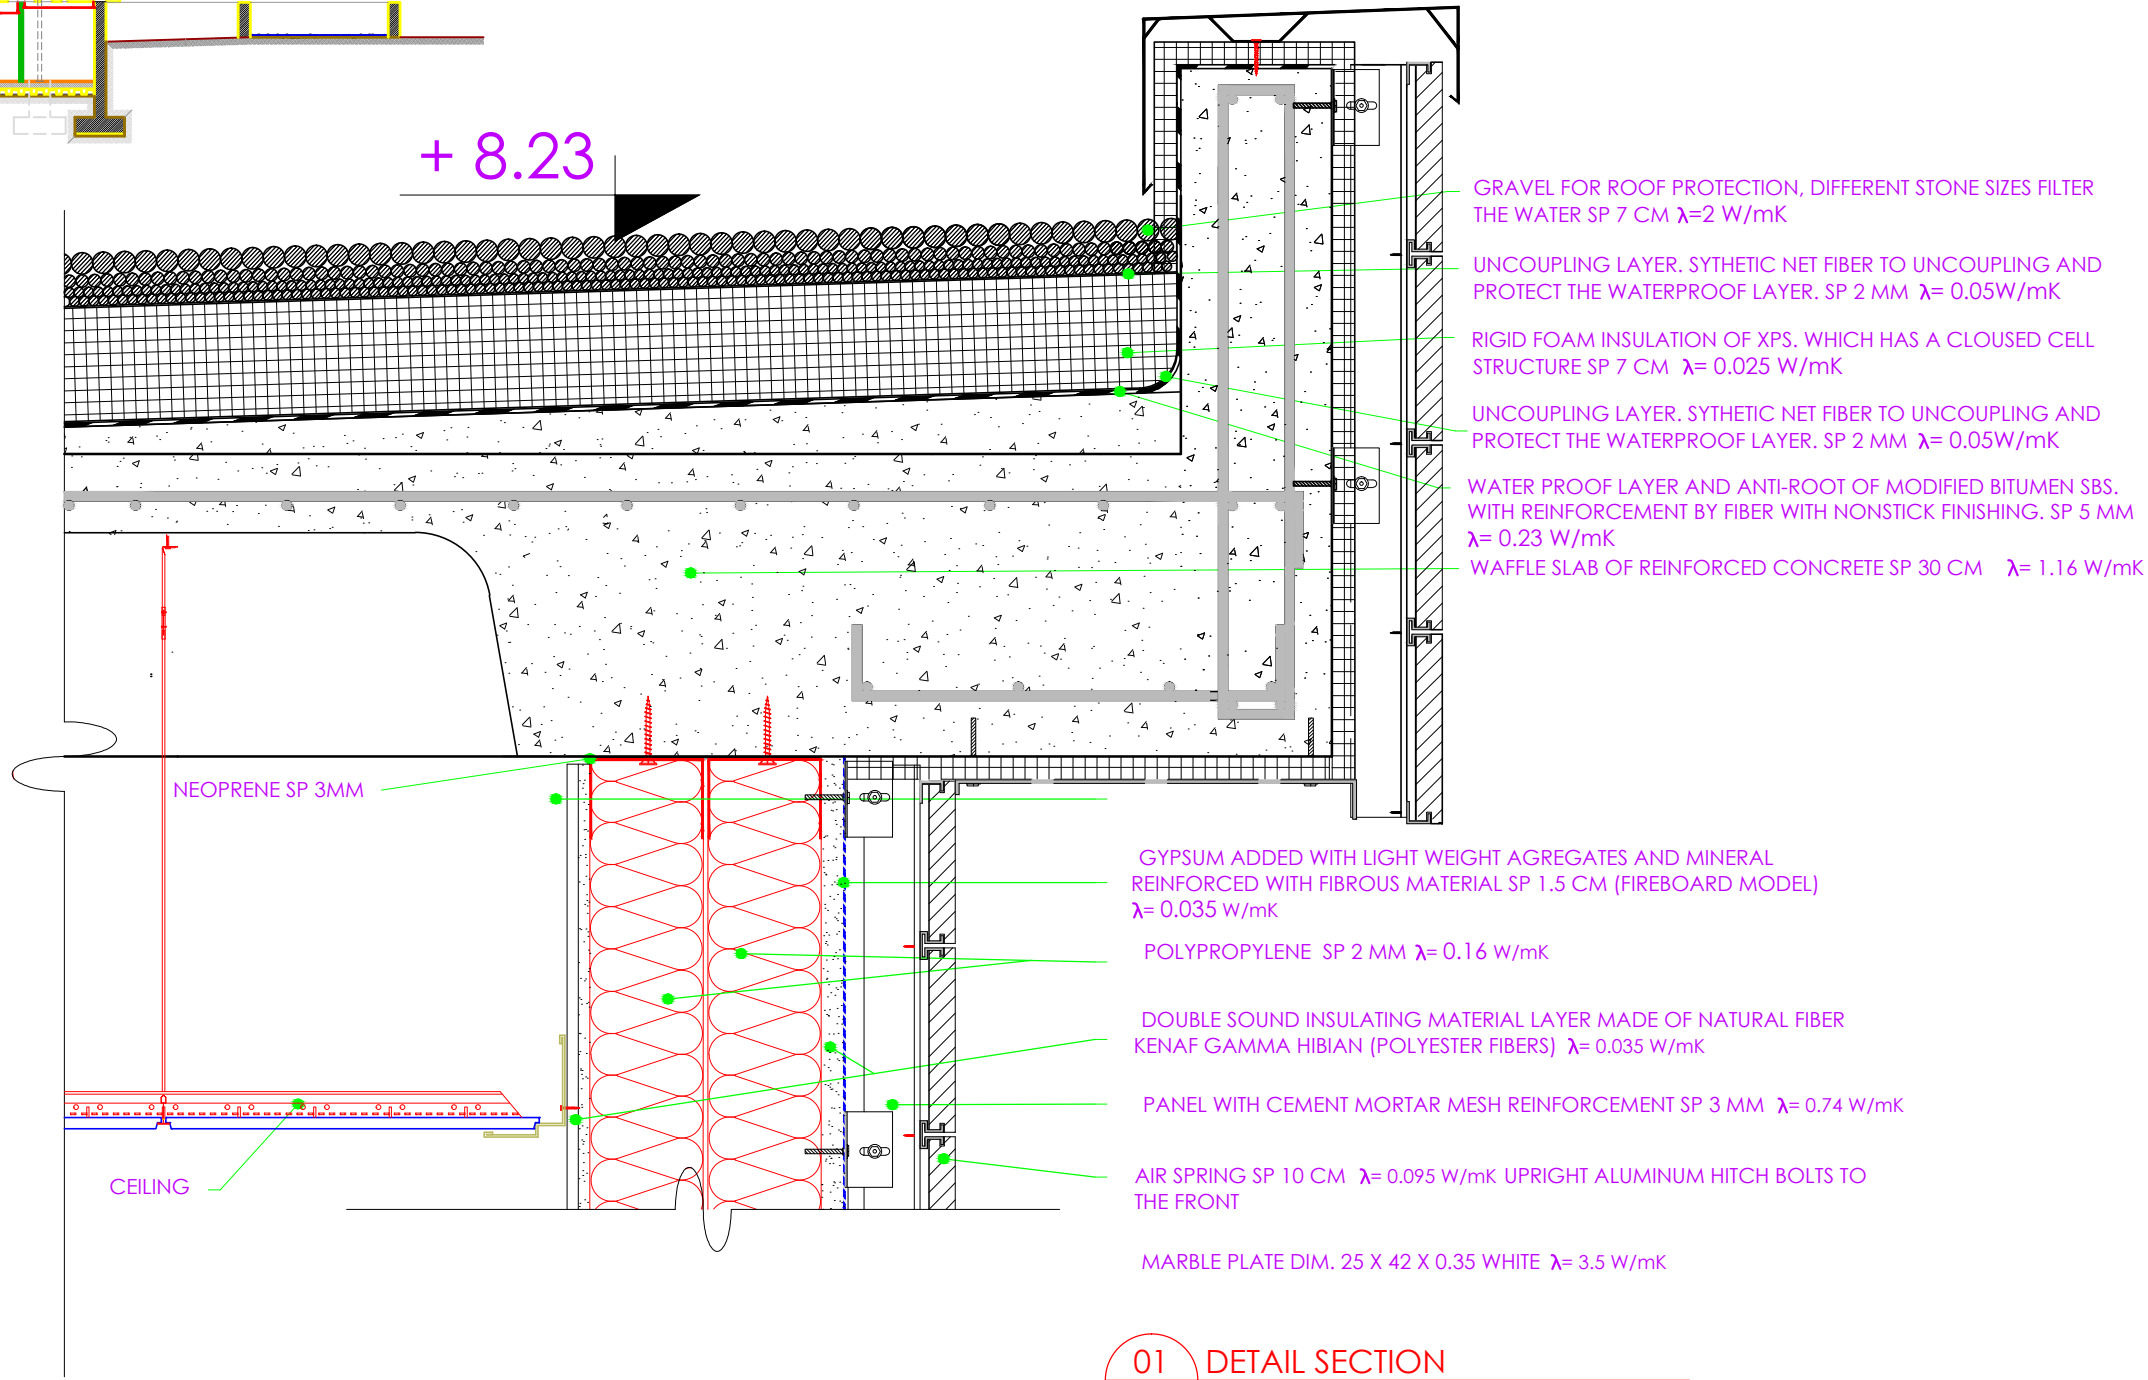 + 8.23
GRAVEL FOR ROOF PROTECTION, DIFFERENT STONE SIZES FILTER
THE WATER SP 7 CM λ=2 W/mK
UNCOUPLING LAYER. SYTHETIC NET FIBER TO UNCOUPLING AND
PROTECT THE WATERPROOF LAYER. SP 2 MM λ= 0.05W/mK
RIGID FOAM INSULATION OF XPS. WHICH HAS A CLOUSED CELL
STRUCTURE SP 7 CM λ= 0.025 W/mK
UNCOUPLING LAYER. SYTHETIC NET FIBER TO UNCOUPLING AND
PROTECT THE WATERPROOF LAYER. SP 2 MM λ= 0.05W/mK
WATER PROOF LAYER AND ANTI-ROOT OF MODIFIED BITUMEN SBS.
WITH REINFORCEMENT BY FIBER WITH NONSTICK FINISHING. SP 5 MM
λ= 0.23 W/mK
WAFFLE SLAB OF REINFORCED CONCRETE SP 30 CM λ= 1.16 W/mK
NEOPRENE SP 3MM
GYPSUM ADDED WITH LIGHT WEIGHT AGREGATES AND MINERAL
REINFORCED WITH FIBROUS MATERIAL SP 1.5 CM (FIREBOARD MODEL)
λ= 0.035 W/mK
POLYPROPYLENE SP 2 MM λ= 0.16 W/mK
DOUBLE SOUND INSULATING MATERIAL LAYER MADE OF NATURAL FIBER
KENAF GAMMA HIBIAN (POLYESTER FIBERS) λ= 0.035 W/mK
PANEL WITH CEMENT MORTAR MESH REINFORCEMENT SP 3 MM λ= 0.74 W/mK
AIR SPRING SP 10 CM λ= 0.095 W/mK UPRIGHT ALUMINUM HITCH BOLTS TO
THE FRONT
CEILING
MARBLE PLATE DIM. 25 X 42 X 0.35 WHITE λ= 3.5 W/mK
01 DETAIL SECTION